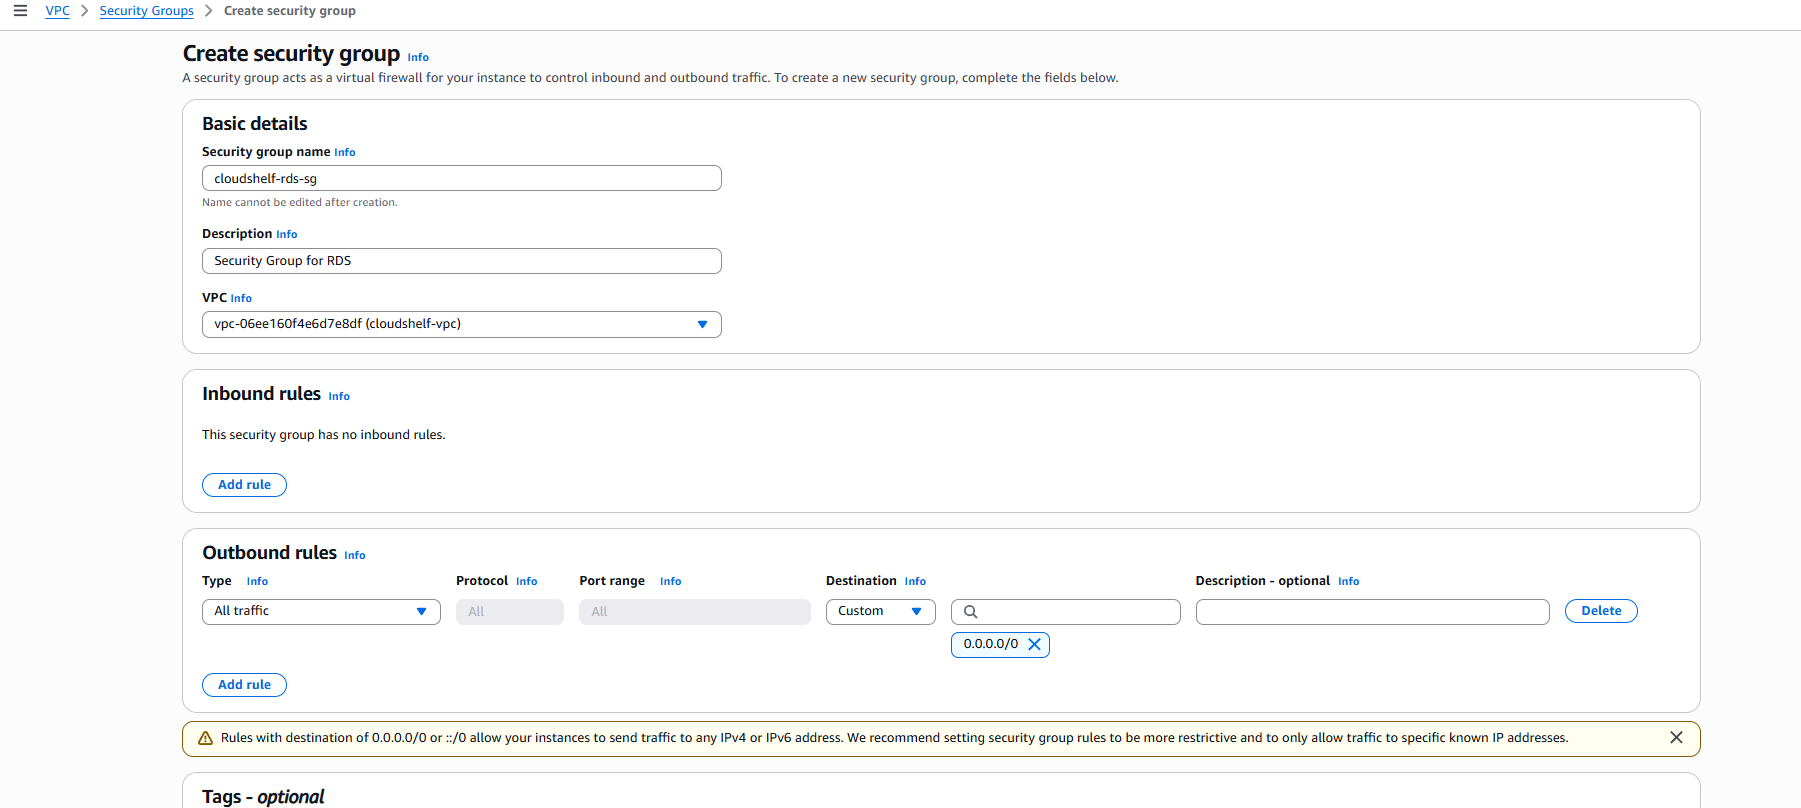 VPC > Security Groups > Create security group
Create security group Info
A security group acts as a virtual firewall for your instance to control inbound and outbound traffic. To create a new security group, complete the fields below.
Basic details
Security group name Info
cloudshelf-rds-sg
Name cannot be edited after creation.
Description Info
Security Group for RDS
VPC Info
vpc-06ee160f4e6d7e8df (cloudshelf-vpc)
Inbound rules Info
This security group has no inbound rules.
Add rule
Outbound rules Info
Type Info Protocol Info Port range Info Destination Info Description - optional Info
All traffic All All Custom Delete
0.0.0.0/0
Add rule
Rules with destination of 0.0.0.0/0 or ::/0 allow your instances to send traffic to any IPv4 or IPv6 address. We recommend setting security group rules to be more restrictive and to only allow traffic to specific known IP addresses.
Tags - optional